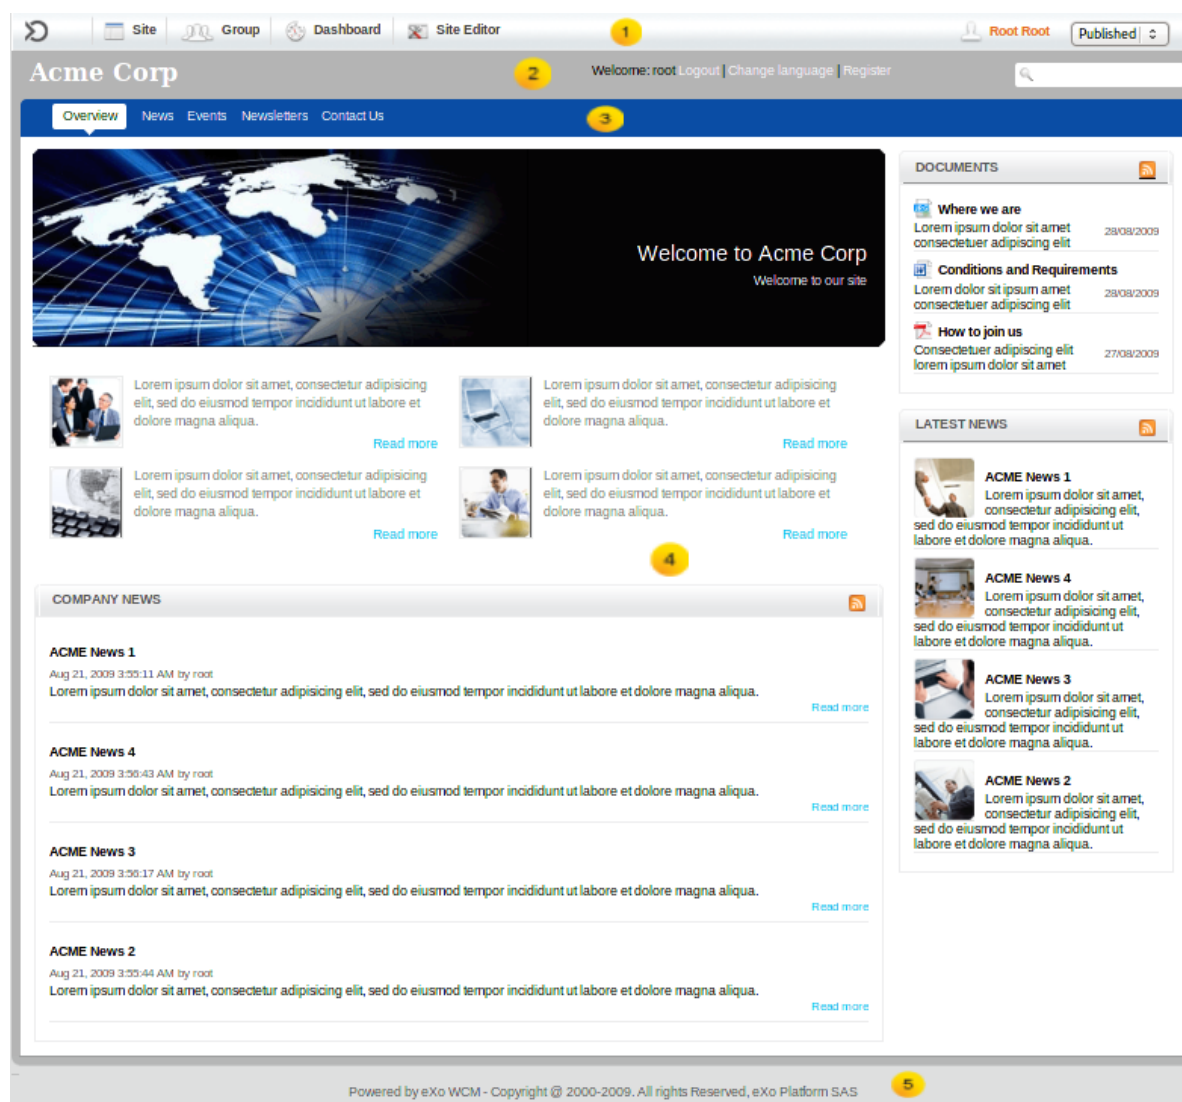 Site Group Dashboard Site Editor 1 Root Root Published
Acme Corp 2 Welcome: root Logout | Change language | Register
Overview News Events Newsletters Contact Us 3
Welcome to Acme Corp
Welcome to our site
Lorem ipsum dolor sit amet, consectetur adipisicing
elit, sed do eiusmod tempor incididunt ut labore et
dolore magna aliqua.
Read more
Lorem ipsum dolor sit amet, consectetur adipisicing
elit, sed do eiusmod tempor incididunt ut labore et
dolore magna aliqua.
Read more
Lorem ipsum dolor sit amet, consectetur adipisicing
elit, sed do eiusmod tempor incididunt ut labore et
dolore magna aliqua.
Read more
Lorem ipsum dolor sit amet, consectetur adipisicing
elit, sed do eiusmod tempor incididunt ut labore et
dolore magna aliqua.
Read more
4
COMPANY NEWS
ACME News 1
Aug 21, 2009 3:55:11 AM by root
Lorem ipsum dolor sit amet, consectetur adipisicing elit, sed do eiusmod tempor incididunt ut labore et dolore magna aliqua.
Read more
ACME News 4
Aug 21, 2009 3:56:43 AM by root
Lorem ipsum dolor sit amet, consectetur adipisicing elit, sed do eiusmod tempor incididunt ut labore et dolore magna aliqua.
Read more
ACME News 3
Aug 21, 2009 3:56:17 AM by root
Lorem ipsum dolor sit amet, consectetur adipisicing elit, sed do eiusmod tempor incididunt ut labore et dolore magna aliqua.
Read more
ACME News 2
Aug 21, 2009 3:55:44 AM by root
Lorem ipsum dolor sit amet, consectetur adipisicing elit, sed do eiusmod tempor incididunt ut labore et dolore magna aliqua.
Read more
DOCUMENTS
Where we are
Lorem ipsum dolor sit amet
consectetuer adipiscing elit
28/08/2009
Conditions and Requirements
Lorem dolor sit ipsum amet
consectetuer adipiscing elit
28/08/2009
How to join us
Consectetuer adipiscing elit
lorem ipsum dolor sit amet
27/08/2009
LATEST NEWS
ACME News 1
Lorem ipsum dolor sit amet,
consectetur adipisicing elit,
sed do eiusmod tempor incididunt ut
labore et dolore magna aliqua.
ACME News 4
Lorem ipsum dolor sit amet,
consectetur adipisicing elit,
sed do eiusmod tempor incididunt ut
labore et dolore magna aliqua.
ACME News 3
Lorem ipsum dolor sit amet,
consectetur adipisicing elit,
sed do eiusmod tempor incididunt ut
labore et dolore magna aliqua.
ACME News 2
Lorem ipsum dolor sit amet,
consectetur adipisicing elit,
sed do eiusmod tempor incididunt ut
labore et dolore magna aliqua.
Powered by eXo WCM - Copyright @ 2000-2009. All rights Reserved, eXo Platform SAS 5